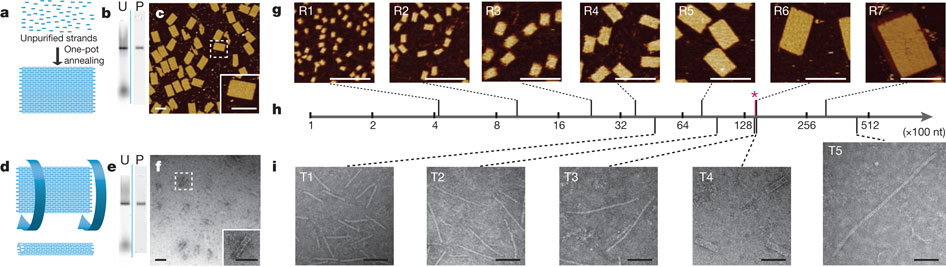 a
Unpurified strands
One-pot
annealing
b
U P
c
d
e
U P
f
g
R1 R2 R3 R4 R5 R6 R7
h
*
1 2 4 8 16 32 64 128 256 512
(×100 nt)
i
T1 T2 T3 T4 T5